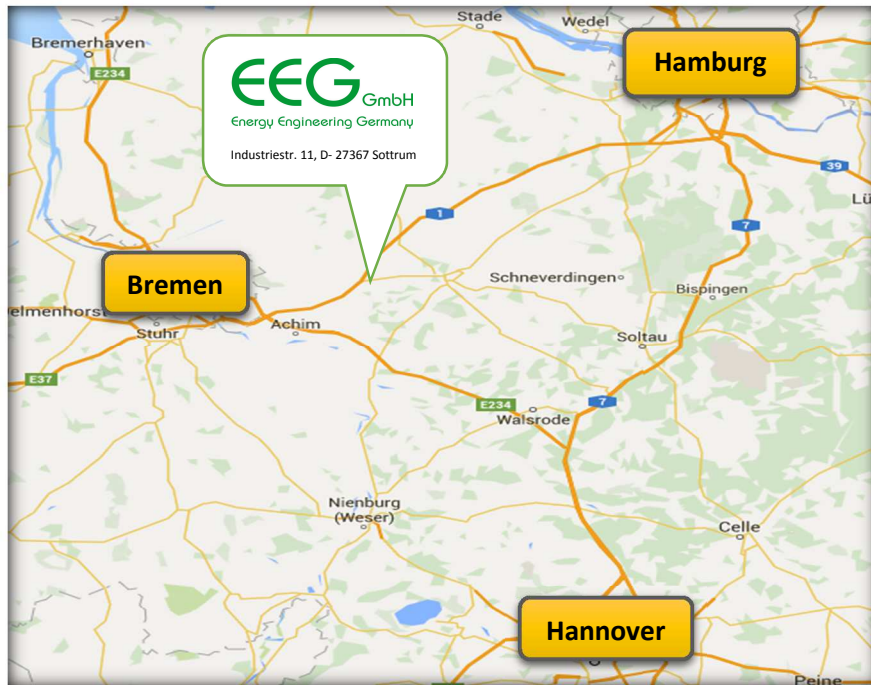 Stade
Wedel
Bremerhaven
E234
EEG GmbH
Energy Engineering Germany
Industriestr. 11, D- 27367 Sottrum
Hamburg
39
1
7
Schneverdingen
Bispingen
Bremen
elmenhorst
Stuhr
Achim
Soltau
E37
E234
7
Walsrode
Nienburg
(Weser)
Celle
Hannover
Peine